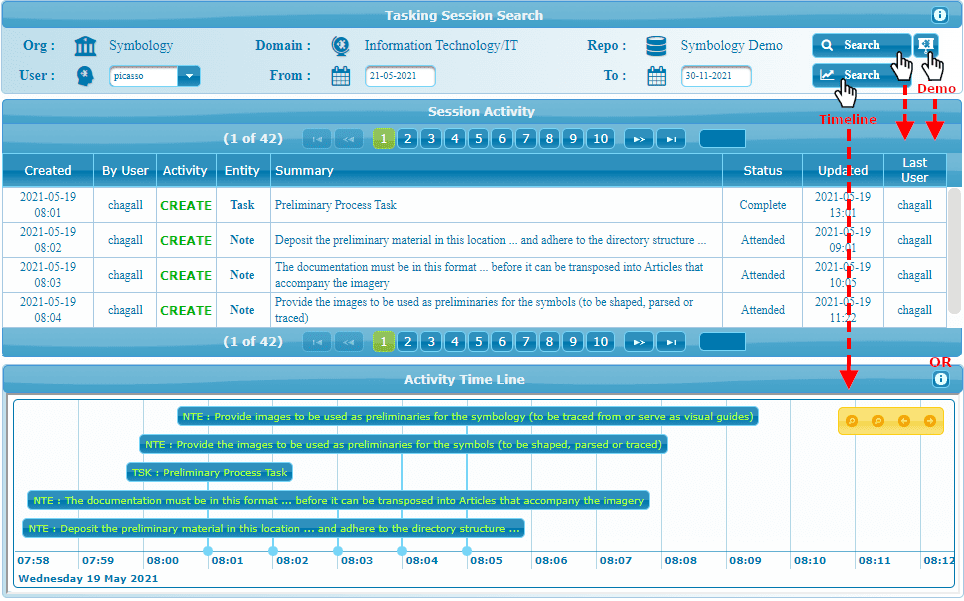 Tasking Session Search
Org : Symbology Domain : Information Technology/IT Repo : Symbology Demo Search
User : picasso From : 21-05-2021 To : 30-11-2021 Search
Demo
Timeline
Session Activity
(1 of 42) 1 2 3 4 5 6 7 8 9 10
Created By User Activity Entity Summary Status Updated Last User
2021-05-19 08:01 chagall CREATE Task Preliminary Process Task Complete 2021-05-19 13:01 chagall
2021-05-19 08:02 chagall CREATE Note Deposit the preliminary material in this location ... and adhere to the directory structure ... Attended 2021-05-19 09:01 chagall
2021-05-19 08:03 chagall CREATE Note The documentation must be in this format ... before it can be transposed into Articles that accompany the imagery Attended 2021-05-19 10:05 chagall
2021-05-19 08:04 chagall CREATE Note Provide the images to be used as preliminaries for the symbols (to be shaped, parsed or traced) Attended 2021-05-19 11:22 chagall
(1 of 42) 1 2 3 4 5 6 7 8 9 10
OR
Activity Time Line
NTE : Provide images to be used as preliminaries for the symbology (to be traced from or serve as visual guides)
NTE : Provide the images to be used as preliminaries for the symbols (to be shaped, parsed or traced)
TSK : Preliminary Process Task
NTE : The documentation must be in this format ... before it can be transposed into Articles that accompany the imagery
NTE : Deposit the preliminary material in this location ... and adhere to the directory structure ...
07:58 07:59 08:00 08:01 08:02 08:03 08:04 08:05 08:06 08:07 08:08 08:09 08:10 08:11 08:12
Wednesday 19 May 2021